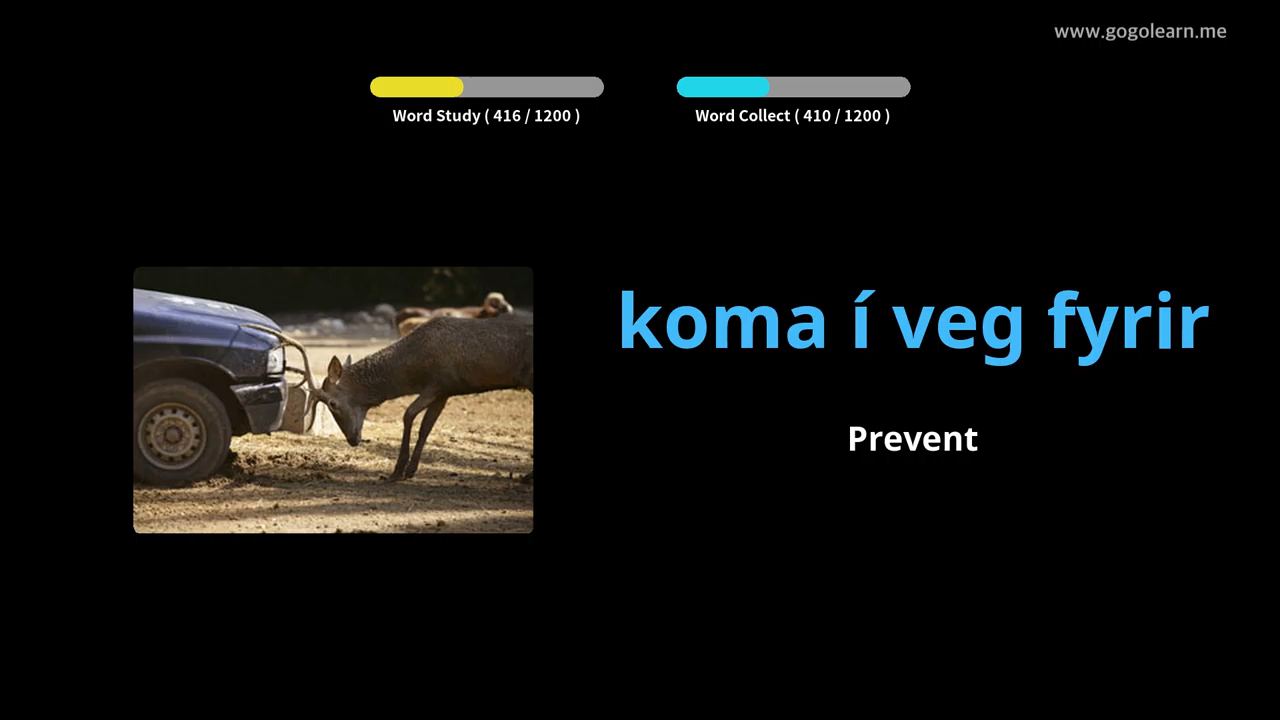 www.gogolearn.me
Word Study ( 416 / 1200 )
Word Collect ( 410 / 1200 )
koma í veg fyrir
Prevent